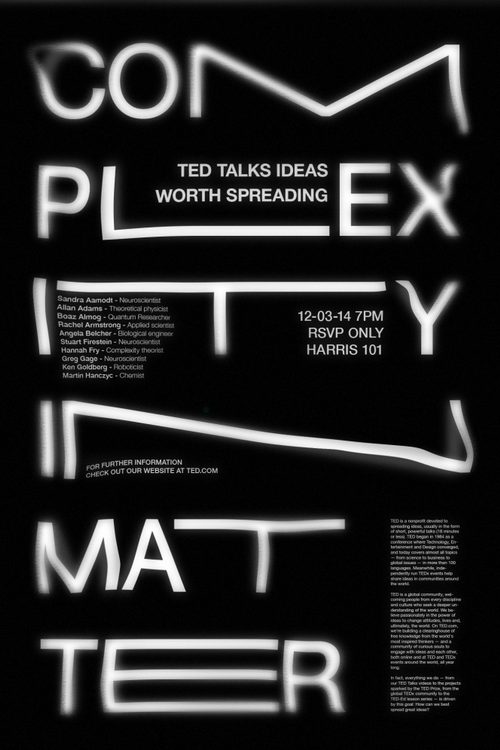 COM
PLEX
TED TALKS IDEAS
WORTH SPREADING
ITY
Sandra Aamodt - Neuroscientist
Allan Adams - Theoretical physicist
Boaz Almog - Quantum Researcher
Rachel Armstrong - Applied scientist
Angela Belcher - Biological engineer
Stuart Firestein - Neuroscientist
Hannah Fry - Complexity theorist
Greg Gage - Neuroscientist
Ken Goldberg - Roboticist
Martin Hanczyc - Chemist
12-03-14 7PM
RSVP ONLY
HARRIS 101
IN
FOR FURTHER INFORMATION
CHECK OUT OUR WEBSITE AT TED.COM
MAT
TER
TED is a nonprofit devoted to
spreading ideas, usually in the form
of short, powerful talks (18 minutes
or less). TED began in 1984 as a
conference where Technology, En-
tertainment and Design converged,
and today covers almost all topics
— from science to business to
global issues — in more than 100
languages. Meanwhile, inde-
pendently run TEDx events help
share ideas in communities around
the world.
TED is a global community, wel-
coming people from every discipline
and culture who seek a deeper un-
derstanding of the world. We be-
lieve passionately in the power of
ideas to change attitudes, lives and,
ultimately, the world. On TED.com,
we're building a clearinghouse of
free knowledge from the world's
most inspired thinkers — and a
community of curious souls to
engage with ideas and each other,
both online and at TED and TEDx
events around the world, all year
long.
In fact, everything we do — from
our TED Talks videos to the projects
sparked by the TED Prize, from the
global TEDx community to the
TED-Ed lesson series — is driven
by this goal: How can we best
spread great ideas?